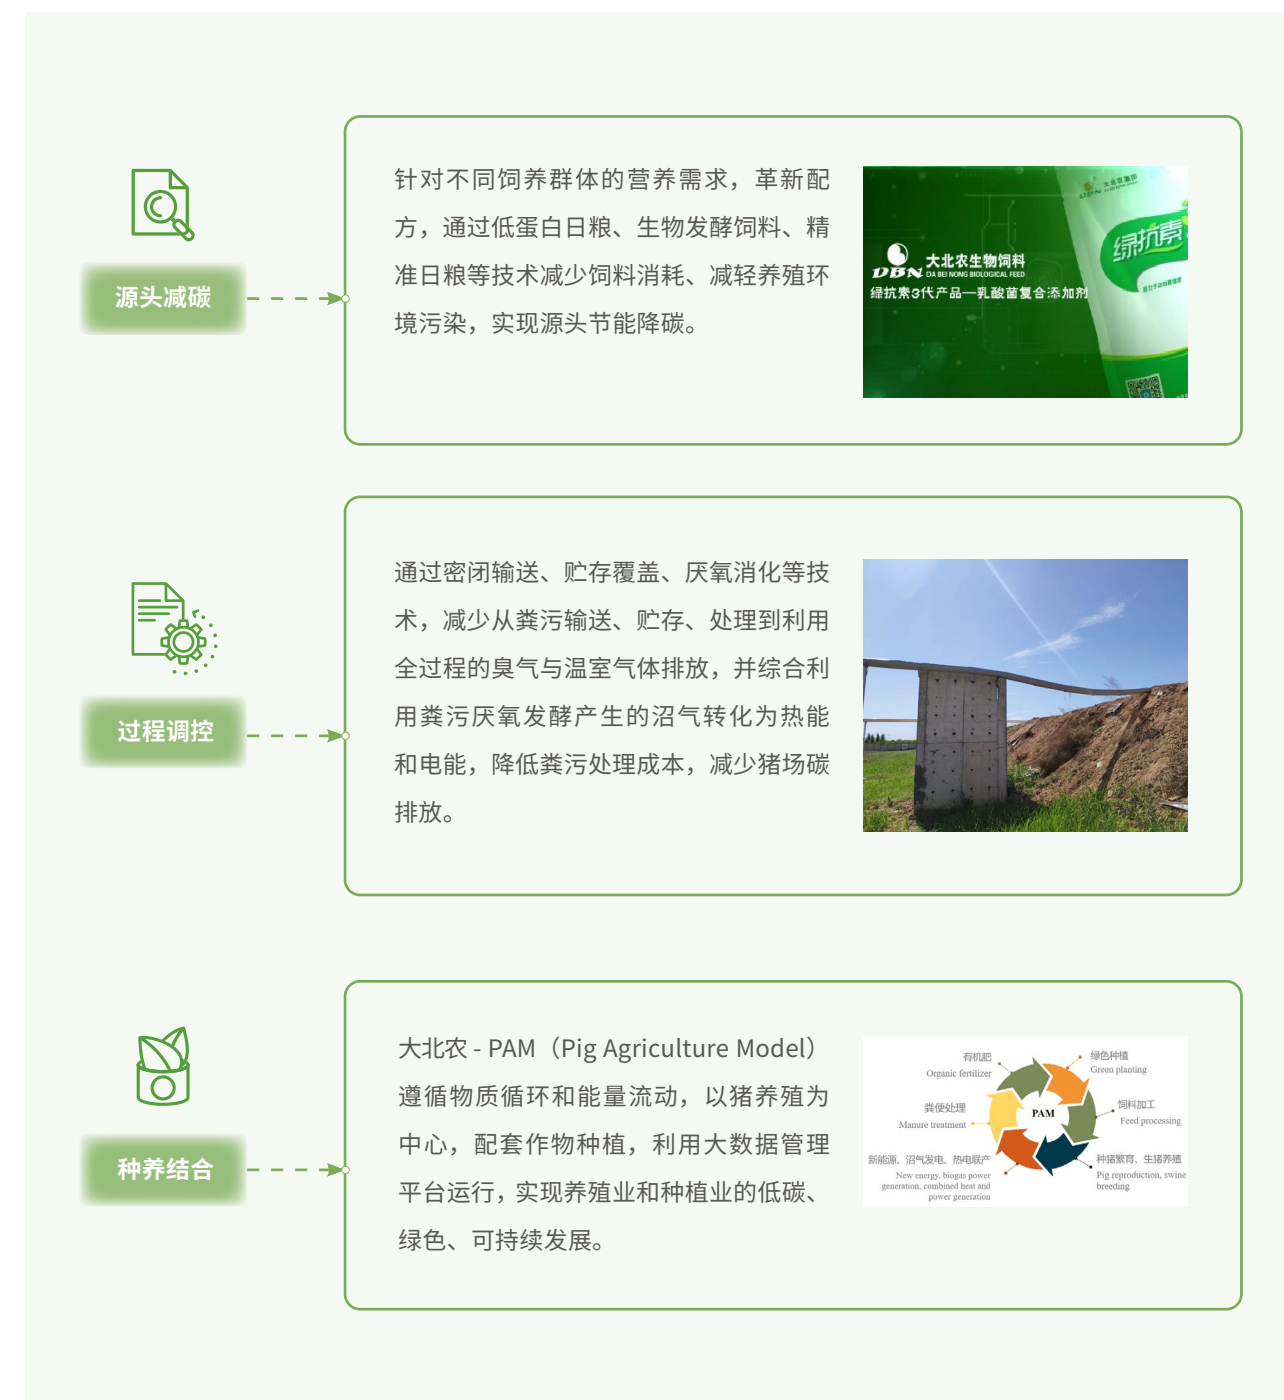 源头减碳
针对不同饲养群体的营养需求，革新配
方，通过低蛋白日粮、生物发酵饲料、精
准日粮等技术减少饲料消耗、减轻养殖环
境污染，实现源头节能降碳。
DBN
大北农生物饲料
DA BEI NONG BIOLOGICAL FEED
绿抗素3代产品—乳酸菌复合添加剂
DBN 大北农集团
绿抗素
过程调控
通过密闭输送、贮存覆盖、厌氧消化等技
术，减少从粪污输送、贮存、处理到利用
全过程的臭气与温室气体排放，并综合利
用粪污厌氧发酵产生的沼气转化为热能
和电能，降低粪污处理成本，减少猪场碳
排放。
种养结合
大北农 - PAM（Pig Agriculture Model）
遵循物质循环和能量流动，以猪养殖为
中心，配套作物种植，利用大数据管理
平台运行，实现养殖业和种植业的低碳、
绿色、可持续发展。
有机肥
Organic fertilizer
绿色种植
Green planting
粪便处理
Manure treatment
PAM
饲料加工
Feed processing
新能源、沼气发电、热电联产
New energy, biogas power
generation, combined heat and
power generation
种猪繁育、生猪养殖
Pig reproduction, swine
breeding